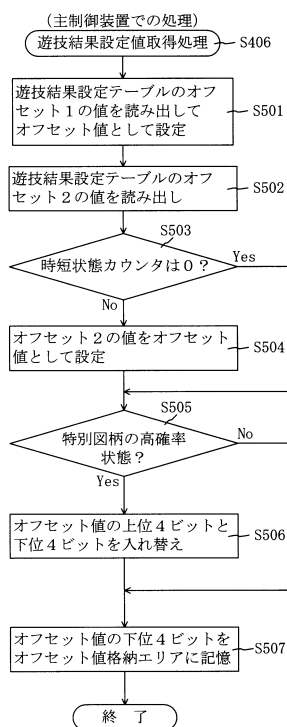 (主制御装置での処理)
遊技結果設定値取得処理
S406
遊技結果設定テーブルのオフ
セット1の値を読み出して
オフセット値として設定
S501
遊技結果設定テーブルのオフ
セット2の値を読み出し
S502
S503
時短状態カウンタは0?
Yes
No
オフセット2の値をオフセット
値として設定
S504
S505
特別図柄の高確率
状態?
No
Yes
オフセット値の上位4ビットと
下位4ビットを入れ替え
S506
オフセット値の下位4ビットを
オフセット値格納エリアに記憶
S507
終 了